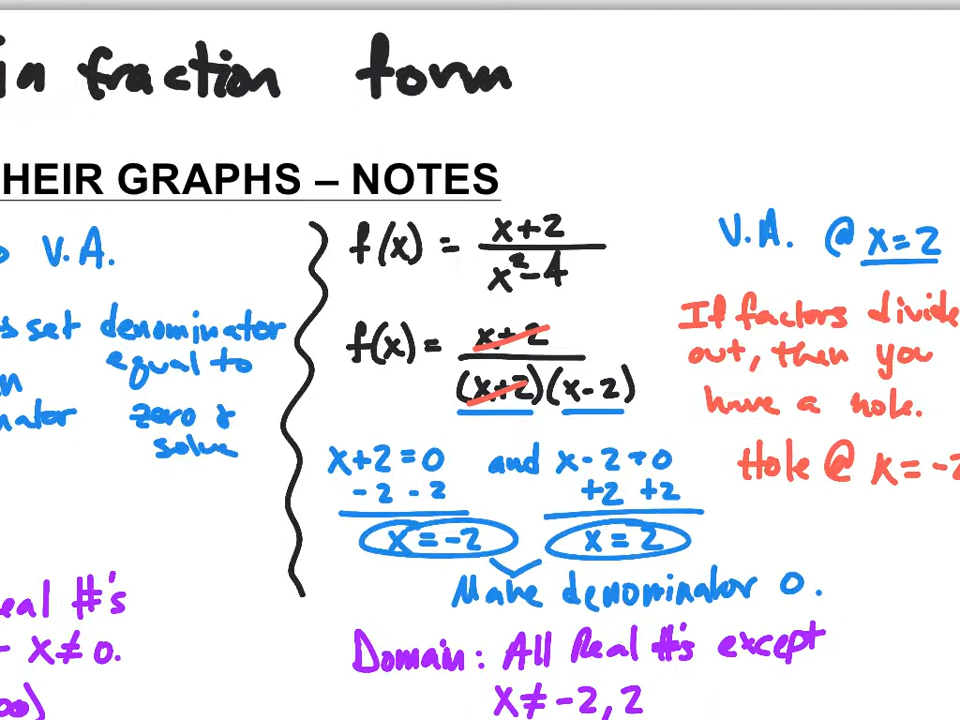 in fraction form
HEIR GRAPHS – NOTES
V.A.
set denominator
equal to
zero &
solve
eal #'s
x ≠ 0.
f(x) = x+2 / x²-4
f(x) = x+2 / (x+2)(x-2)
x+2=0 and x-2=0
-2 -2 +2 +2
x = -2 x = 2
Make denominator 0.
Domain: All Real #'s except
x ≠ -2, 2
V.A. @ x=2
If factors divide
out, then you
have a hole.
Hole @ x = -2